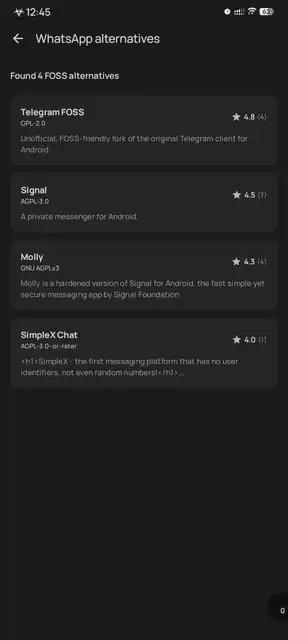 12:45
62
WhatsApp alternatives
Found 4 FOSS alternatives
Telegram FOSS
GPL-2.0
4.8 (4)
Unofficial, FOSS-friendly fork of the original Telegram client for
Android
Signal
AGPL-3.0
4.5 (7)
A private messenger for Android.
Molly
GNU AGPLv3
4.3 (4)
Molly is a hardened version of Signal for Android, the fast simple yet
secure messaging app by Signal Foundation
SimpleX Chat
AGPL-3.0-or-later
4.0 (1)
<h1>SimpleX - the first messaging platform that has no user
identifiers, not even random numbers!</h1>...
0